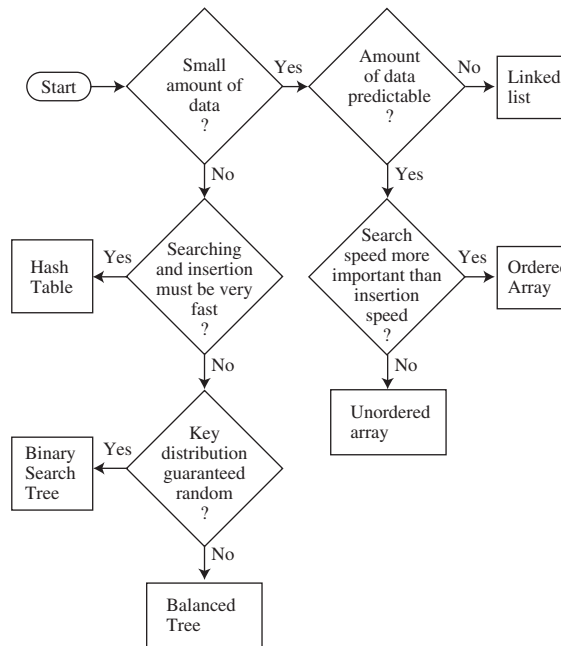 Start
Small
amount of
data
?
Yes
Amount
of data
predictable
?
No
Linked
list
No
Yes
Hash
Table
Yes
Searching
and insertion
must be very
fast
?
Search
speed more
important than
insertion
speed
?
Yes
Ordered
Array
No
No
Unordered
array
Binary
Search
Tree
Yes
Key
distribution
guaranteed
random
?
No
Balanced
Tree